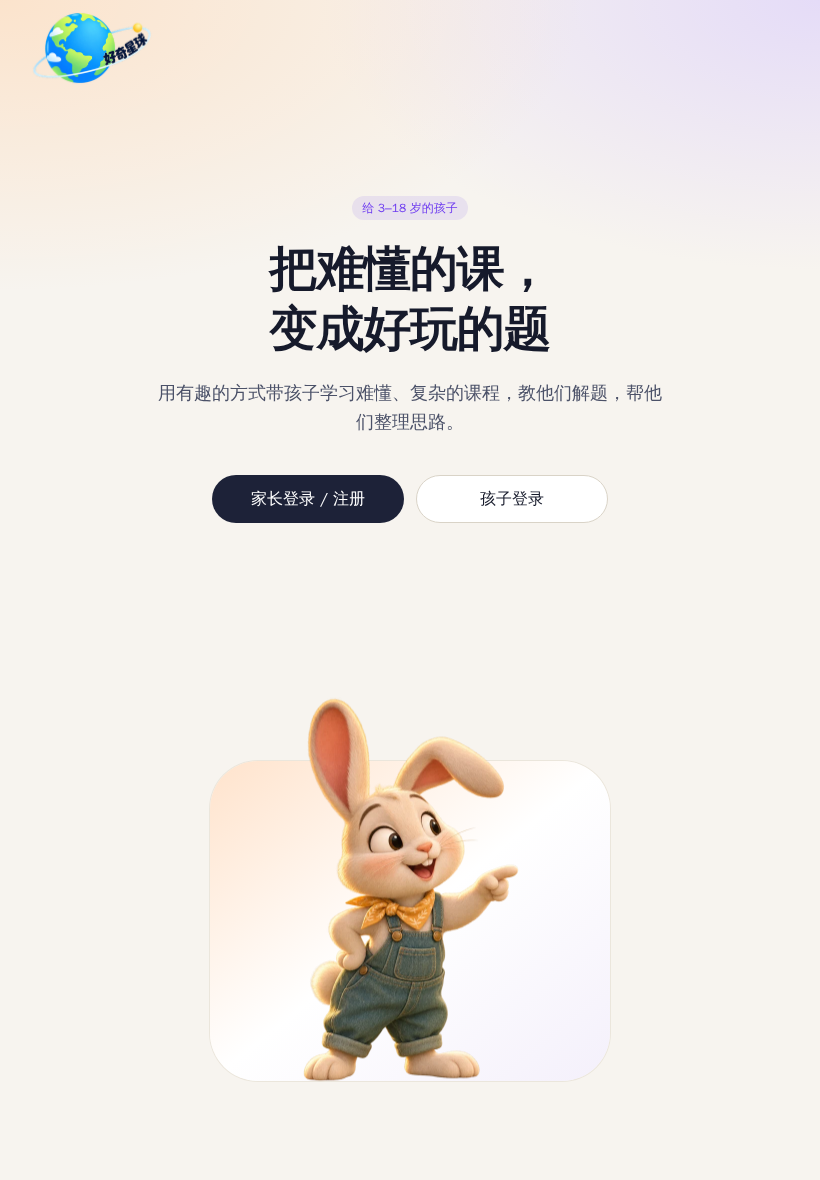 好奇星球
给 3–18 岁的孩子
把难懂的课，
变成好玩的题
用有趣的方式带孩子学习难懂、复杂的课程，教他们解题，帮他
们整理思路。
家长登录 / 注册
孩子登录